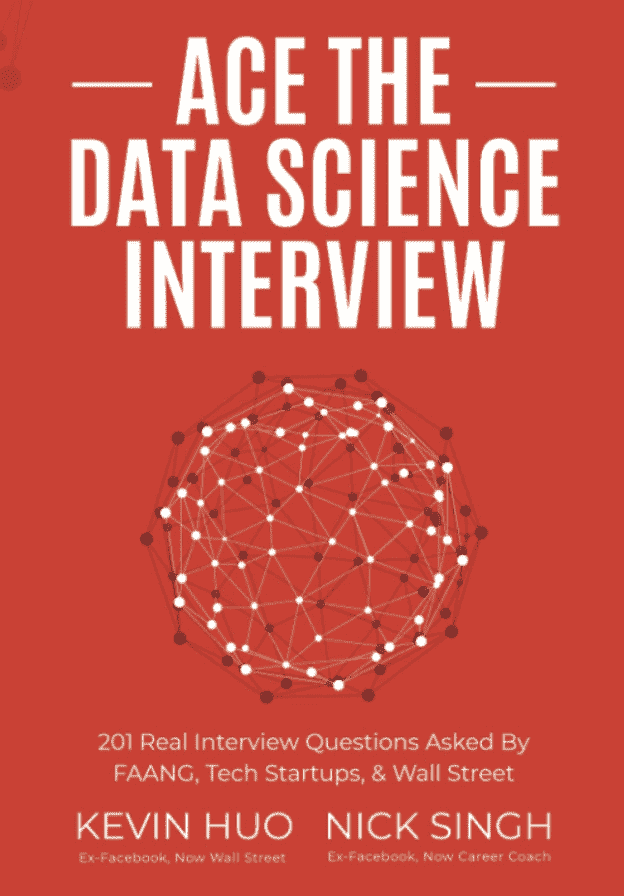 ACE THE
DATA SCIENCE
INTERVIEW
201 Real Interview Questions Asked By
FAANG, Tech Startups, & Wall Street
KEVIN HUO NICK SINGH
Ex-Facebook, Now Wall Street Ex-Facebook, Now Career Coach